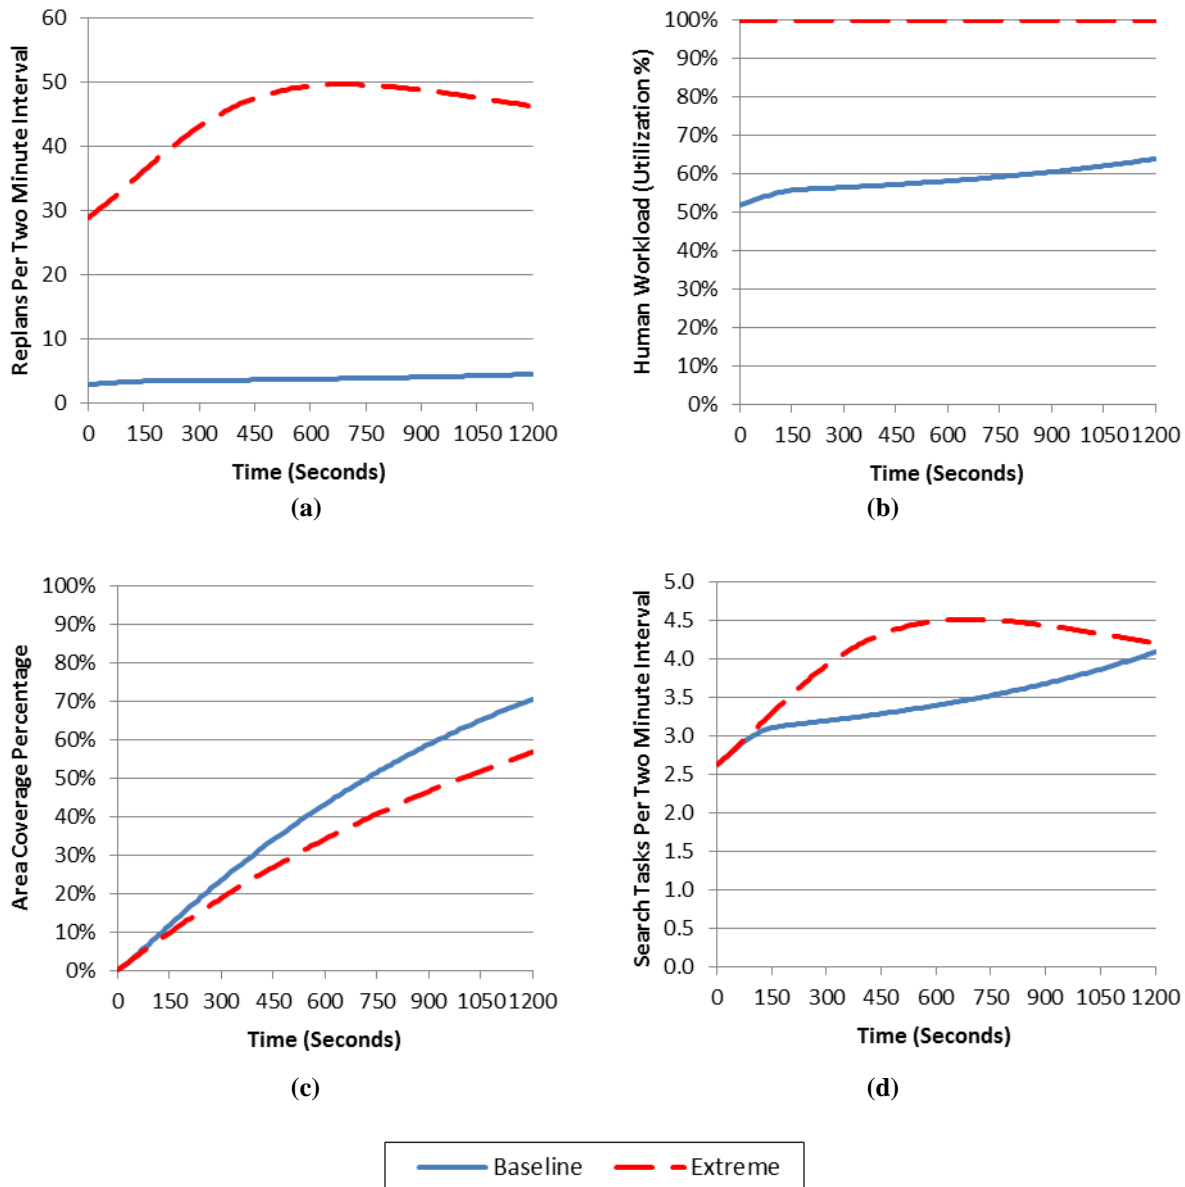 60
50
40
30
20
10
0
Replans Per Two Minute Interval
0 150 300 450 600 750 900 1050 1200
Time (Seconds)
(a)
100%
90%
80%
70%
60%
50%
40%
30%
20%
10%
0%
Human Workload (Utilization %)
0 150 300 450 600 750 900 1050 1200
Time (Seconds)
(b)
100%
90%
80%
70%
60%
50%
40%
30%
20%
10%
0%
Area Coverage Percentage
0 150 300 450 600 750 900 1050 1200
Time (Seconds)
(c)
5.0
4.5
4.0
3.5
3.0
2.5
2.0
1.5
1.0
0.5
0.0
Search Tasks Per Two Minute Interval
0 150 300 450 600 750 900 1050 1200
Time (Seconds)
(d)
Baseline Extreme